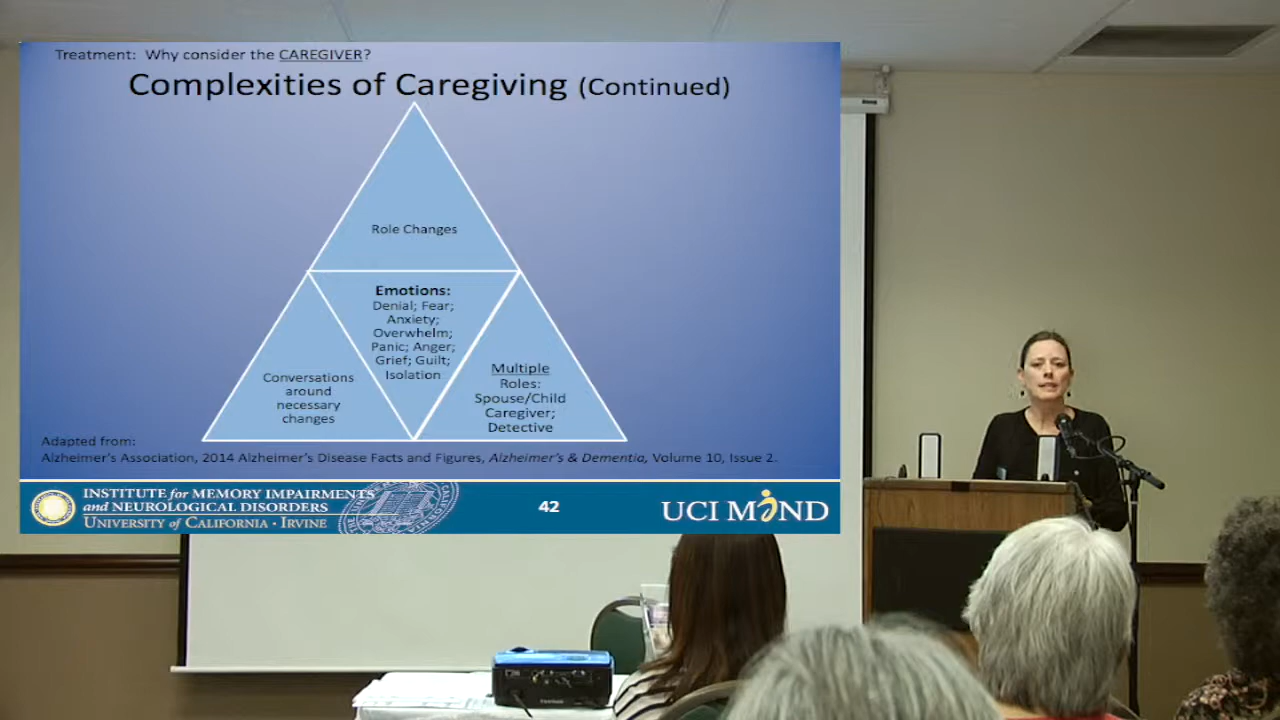 Treatment: Why consider the CAREGIVER?
Complexities of Caregiving (Continued)
Role Changes
Emotions:
Denial; Fear;
Anxiety;
Overwhelm;
Panic; Anger;
Grief; Guilt;
Isolation
Conversations
around
necessary
changes
Multiple
Roles:
Spouse/Child
Caregiver;
Detective
Adapted from:
Alzheimer's Association, 2014 Alzheimer's Disease Facts and Figures, Alzheimer's & Dementia, Volume 10, Issue 2.
INSTITUTE for MEMORY IMPAIRMENTS
and NEUROLOGICAL DISORDERS
UNIVERSITY of CALIFORNIA · IRVINE
42
UCI MIND